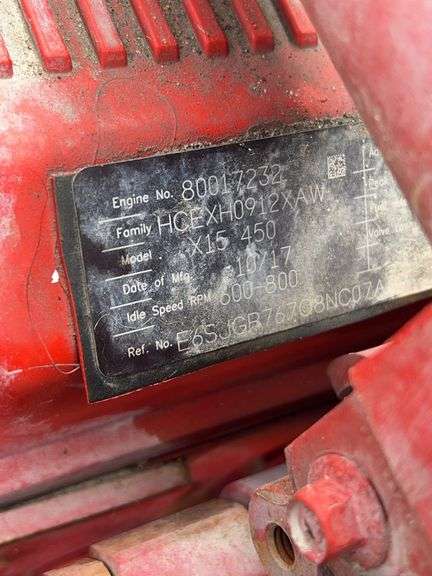 Engine No. 80017232
Family HCEXH0912XAW
Model X15 450
Date of Mfg 10/17
Idle Speed RPM 600-800
Ref. No.
Valve